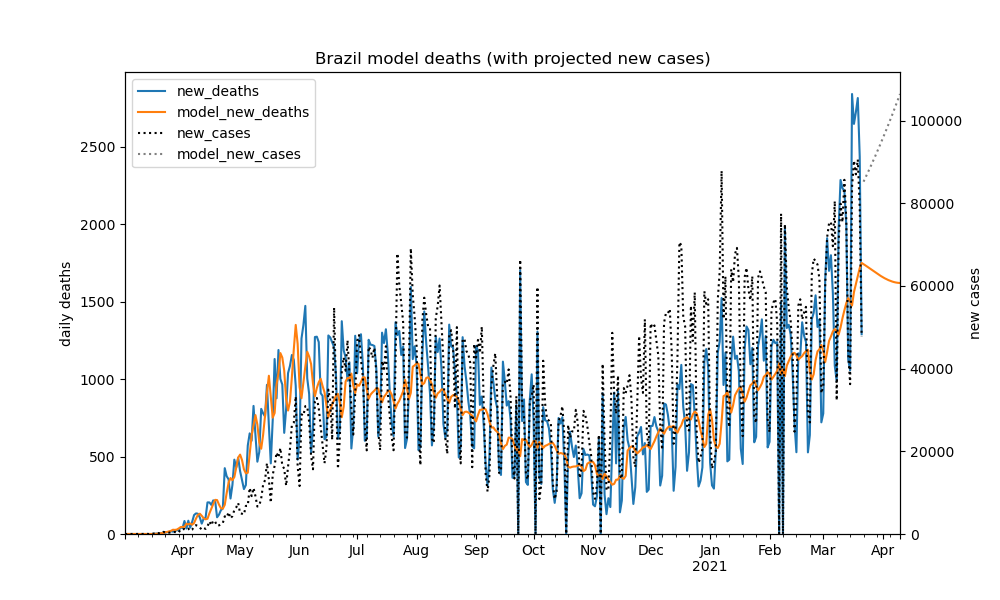 Brazil model deaths (with projected new cases)
new_deaths
model_new_deaths
new_cases
model_new_cases
daily deaths
2500
2000
1500
1000
500
0
100000
80000
60000
40000
20000
0
new cases
Apr May Jun Jul Aug Sep Oct Nov Dec Jan Feb Mar Apr
2021